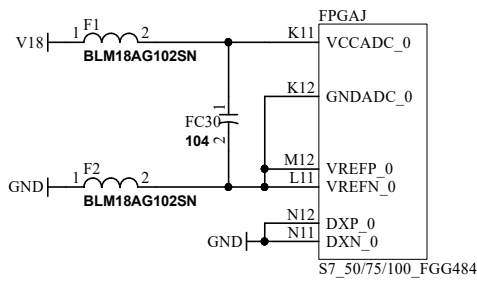 FPGAJ
F1
V18 1 2 K11 VCCADC_0
BLM18AG102SN
K12 GNDADC_0
1
FC30
104 2
M12 VREFP_0
F2
GND 1 2 L11 VREFN_0
BLM18AG102SN
N12 DXP_0
GND N11 DXN_0
S7_50/75/100_FGG484